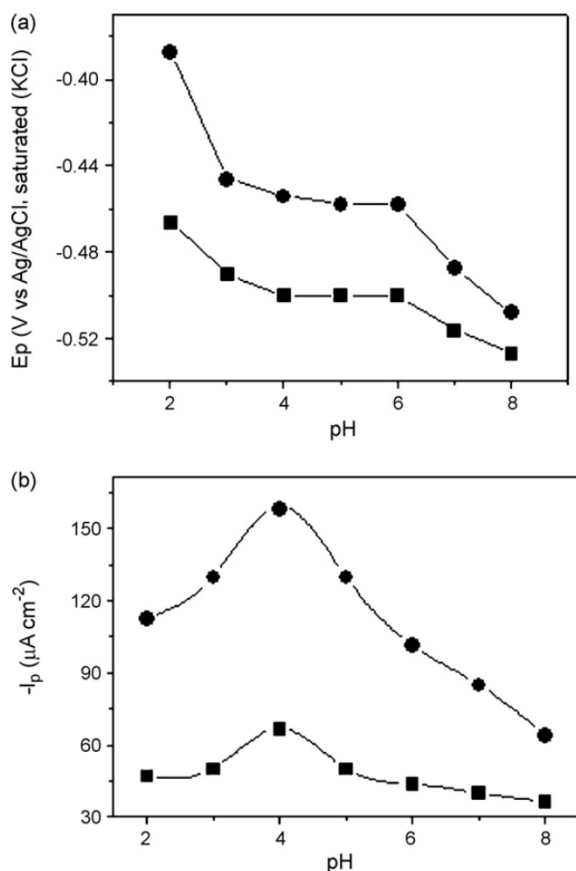 (a)
-0.40
-0.44
-0.48
-0.52
Ep (V vs Ag/AgCl, saturated (KCl)
2 4 6 8
pH
(b)
150
120
90
60
30
-Ip (μA cm-2)
2 4 6 8
pH